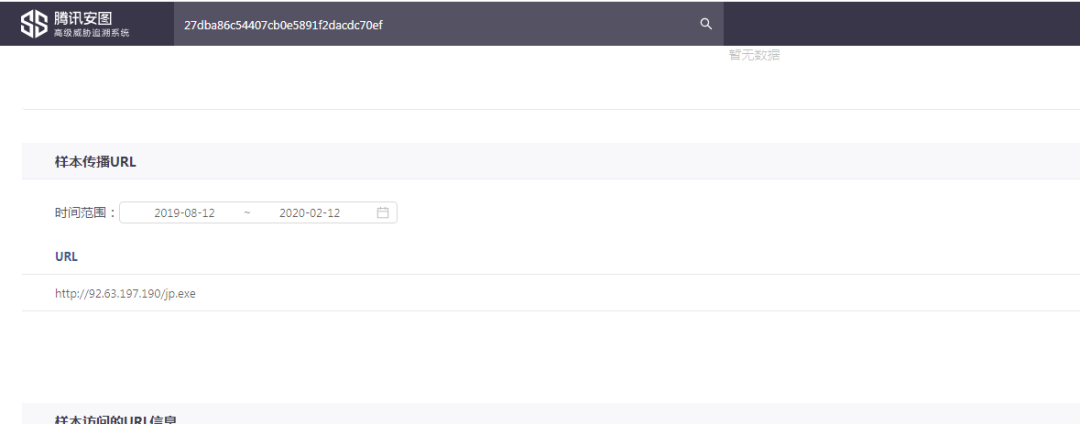 腾讯安图
高级威胁追溯系统
27dba86c54407cb0e5891f2dacdc70ef
暂无数据
样本传播URL
时间范围：2019-08-12 ~ 2020-02-12
URL
http://92.63.197.190/jp.exe
样本访问的URL信息